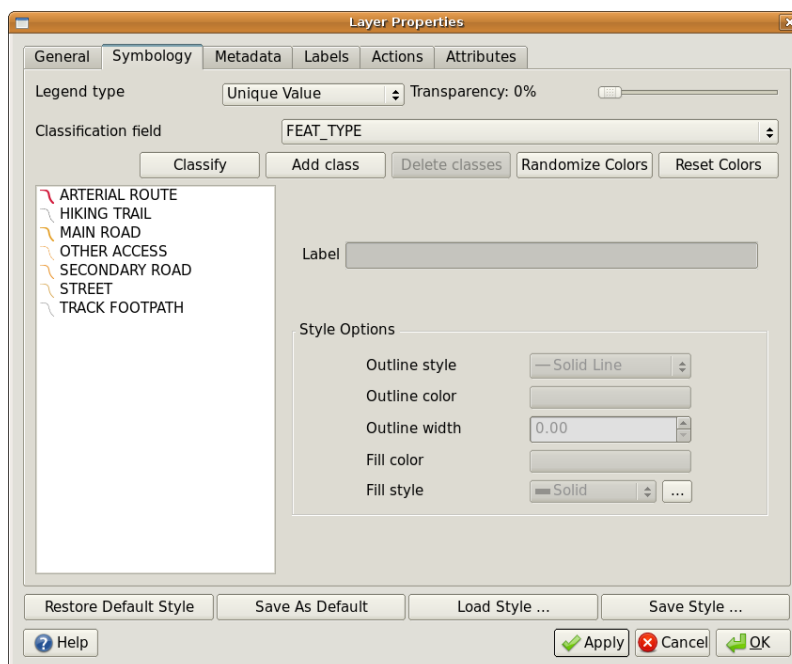 Layer Properties
General Symbology Metadata Labels Actions Attributes
Legend type Unique Value Transparency: 0%
Classification field FEAT_TYPE
Classify Add class Delete classes Randomize Colors Reset Colors
ARTERIAL ROUTE
HIKING TRAIL
MAIN ROAD
OTHER ACCESS
SECONDARY ROAD
STREET
TRACK FOOTPATH
Label
Style Options
Outline style Solid Line
Outline color
Outline width 0.00
Fill color
Fill style Solid ...
Restore Default Style Save As Default Load Style ... Save Style ...
Help Apply Cancel OK